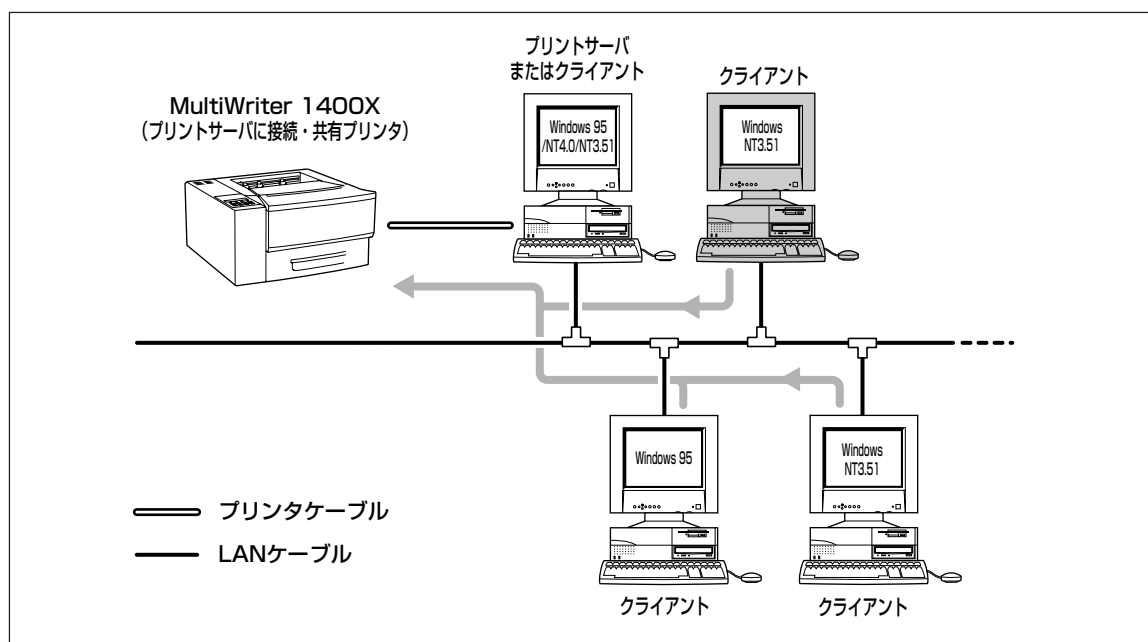 プリントサーバ
またはクライアント
クライアント
MultiWriter 1400X
（プリントサーバに接続・共有プリンタ）
Windows 95
/NT4.0/NT3.51
Windows
NT3.51
Windows 95
Windows
NT3.51
プリンタケーブル
LANケーブル
クライアント
クライアント